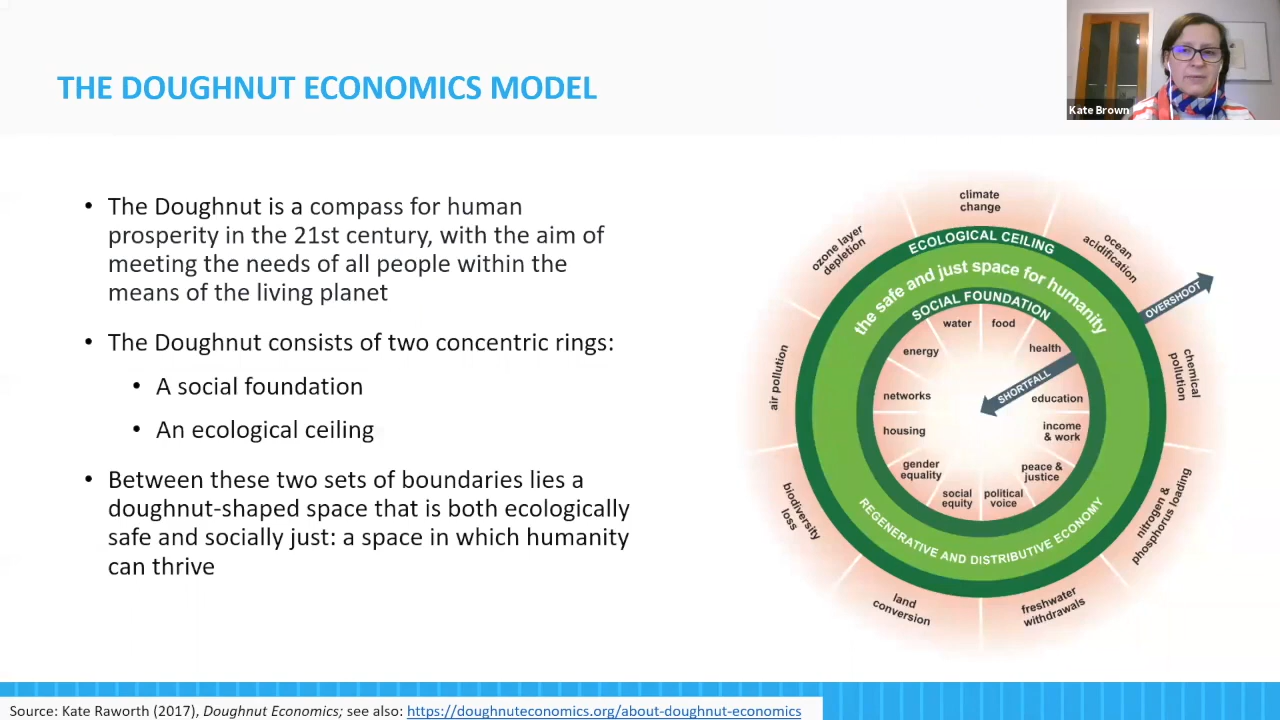 THE DOUGHNUT ECONOMICS MODEL
Kate Brown
• The Doughnut is a compass for human
prosperity in the 21st century, with the aim of
meeting the needs of all people within the
means of the living planet
• The Doughnut consists of two concentric rings:
• A social foundation
• An ecological ceiling
• Between these two sets of boundaries lies a
doughnut-shaped space that is both ecologically
safe and socially just: a space in which humanity
can thrive
climate
change
ocean
acidification
chemical
pollution
nitrogen &
phosphorus loading
freshwater
withdrawals
land
conversion
biodiversity
loss
air pollution
ozone layer
depletion
ECOLOGICAL CEILING
the safe and just space for humanity
SOCIAL FOUNDATION
OVERSHOOT
SHORTFALL
water
food
health
education
income
& work
peace &
justice
political
voice
social
equity
gender
equality
housing
networks
energy
REGENERATIVE AND DISTRIBUTIVE ECONOMY
Source: Kate Raworth (2017), Doughnut Economics; see also: https://doughnuteconomics.org/about-doughnut-economics